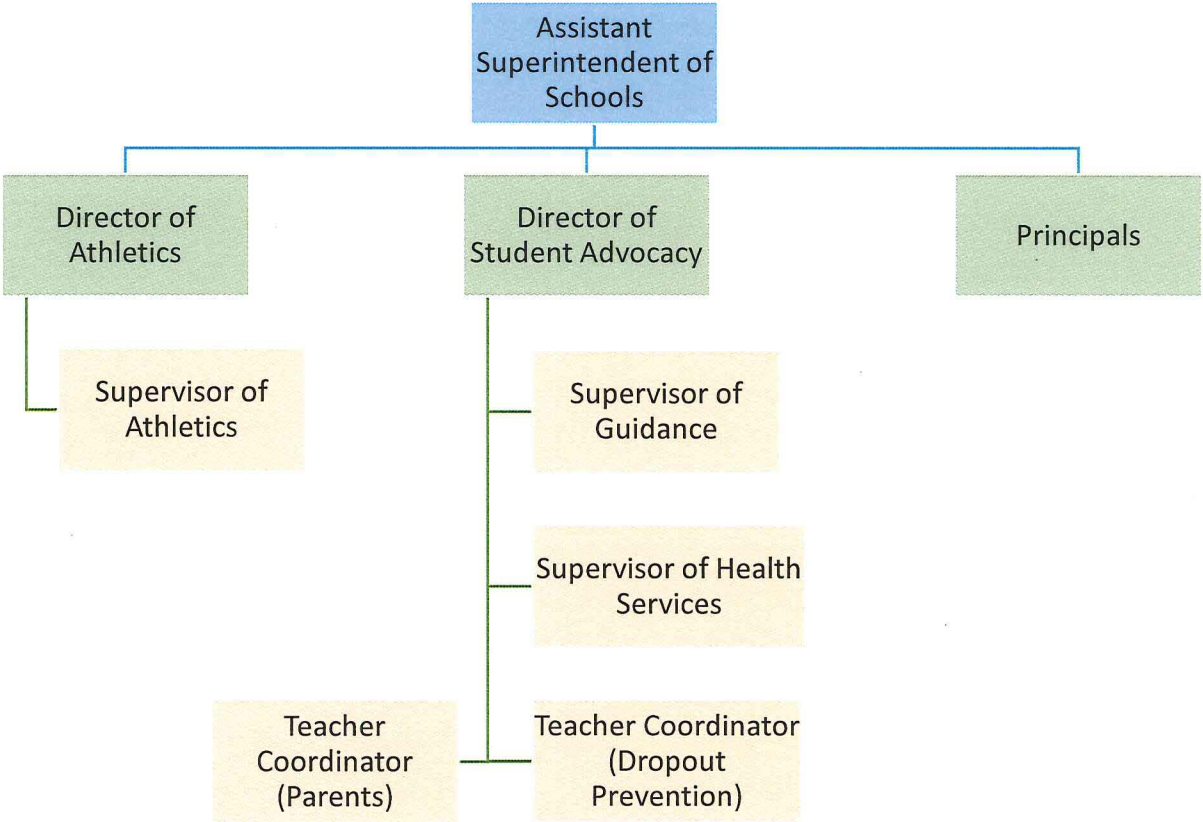 Assistant
Superintendent of
Schools
Director of
Athletics
Director of
Student Advocacy
Principals
Supervisor of
Athletics
Supervisor of
Guidance
Supervisor of Health
Services
Teacher
Coordinator
(Parents)
Teacher Coordinator
(Dropout
Prevention)